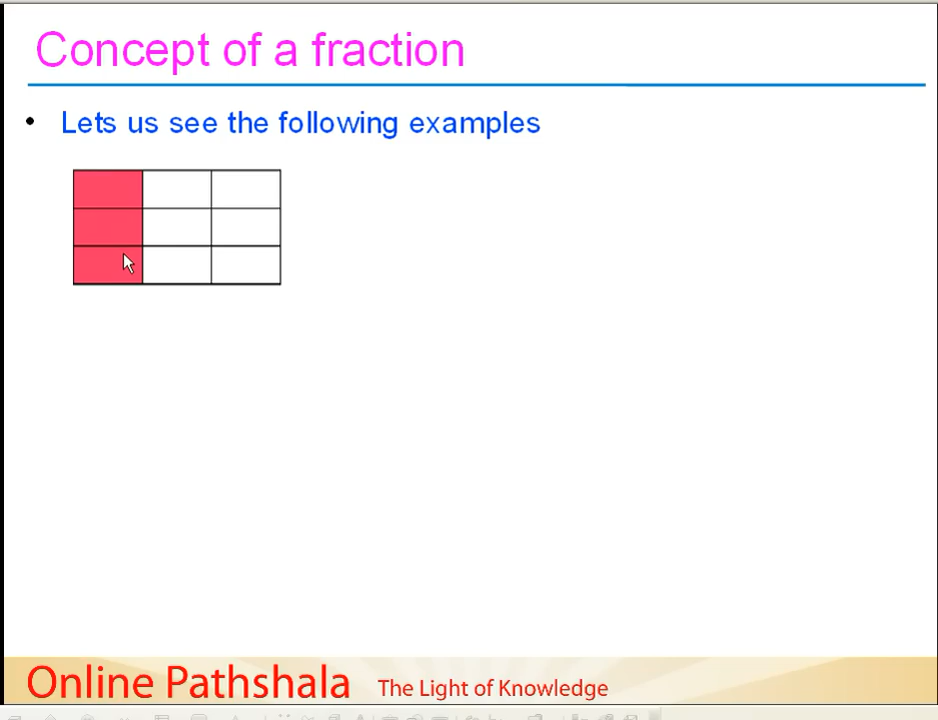 Concept of a fraction
• Lets us see the following examples
Online Pathshala The Light of Knowledge